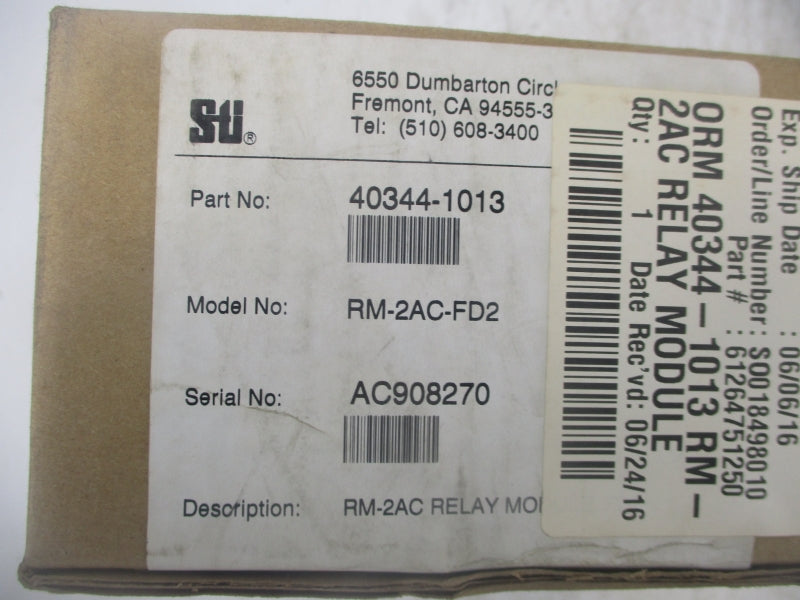 Sti®
6550 Dumbarton Circl
Fremont, CA 94555-3
Tel: (510) 608-3400
Part No: 40344-1013
Model No: RM-2AC-FD2
Serial No: AC908270
Description: RM-2AC RELAY MO
Exp. Ship Date : 06/06/16
Order/Line Number: SO018498010
Part # : 61264751250
ORM 40344-1013 RM-
2AC RELAY MODULE
Qty: 1 Date Rec'vd: 06/24/16